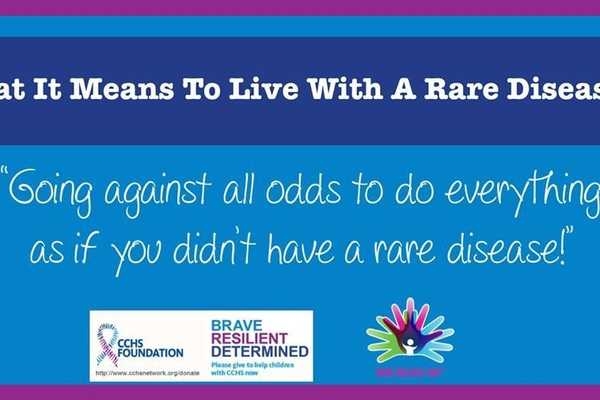 at It Means To Live With A Rare Diseas
"Going against all odds to do everything
as if you didn't have a rare disease!"
CCHS
FOUNDATION
http://www.cchsnetwork.org/donate
BRAVE
RESILIENT
DETERMINED
Please give to help children
with CCHS now